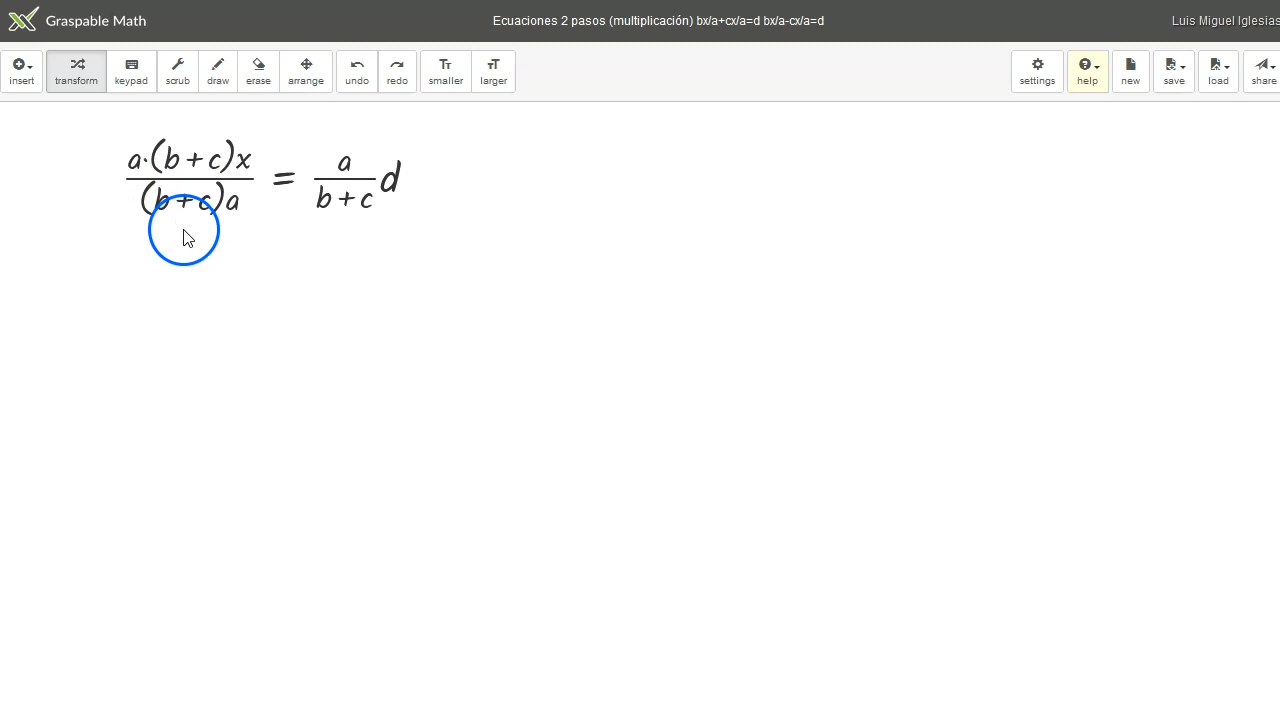 Graspable Math
Ecuaciones 2 pasos (multiplicación) bx/a+cx/a=d bx/a-cx/a=d
Luis Miguel Iglesias
insert transform keypad scrub draw erase arrange undo redo smaller larger settings help new save load share
a·(b+c)x / (b+c)a = a / b+c d